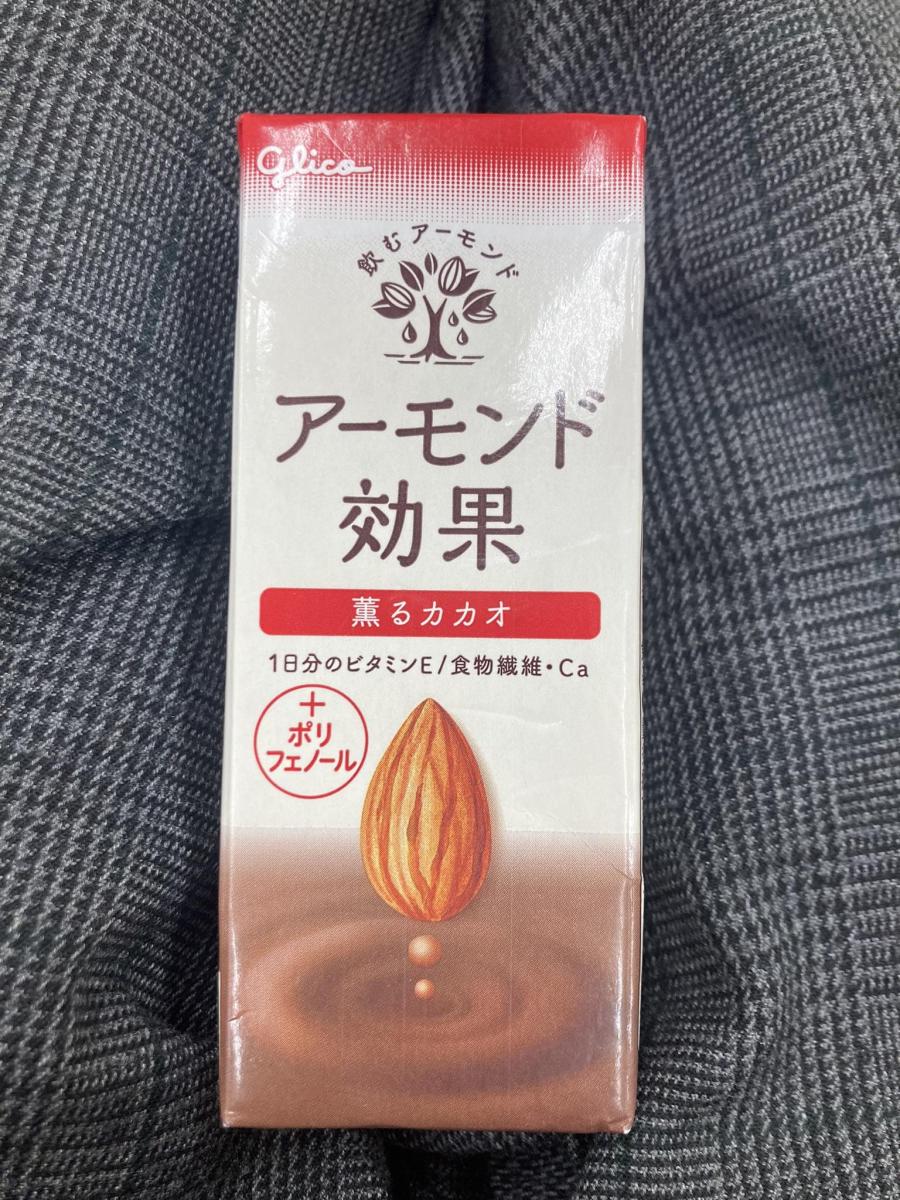 Glico
飲むアーモンド
アーモンド
効果
薫るカカオ
1日分のビタミンE/食物繊維・Ca
＋
ポリ
フェノール